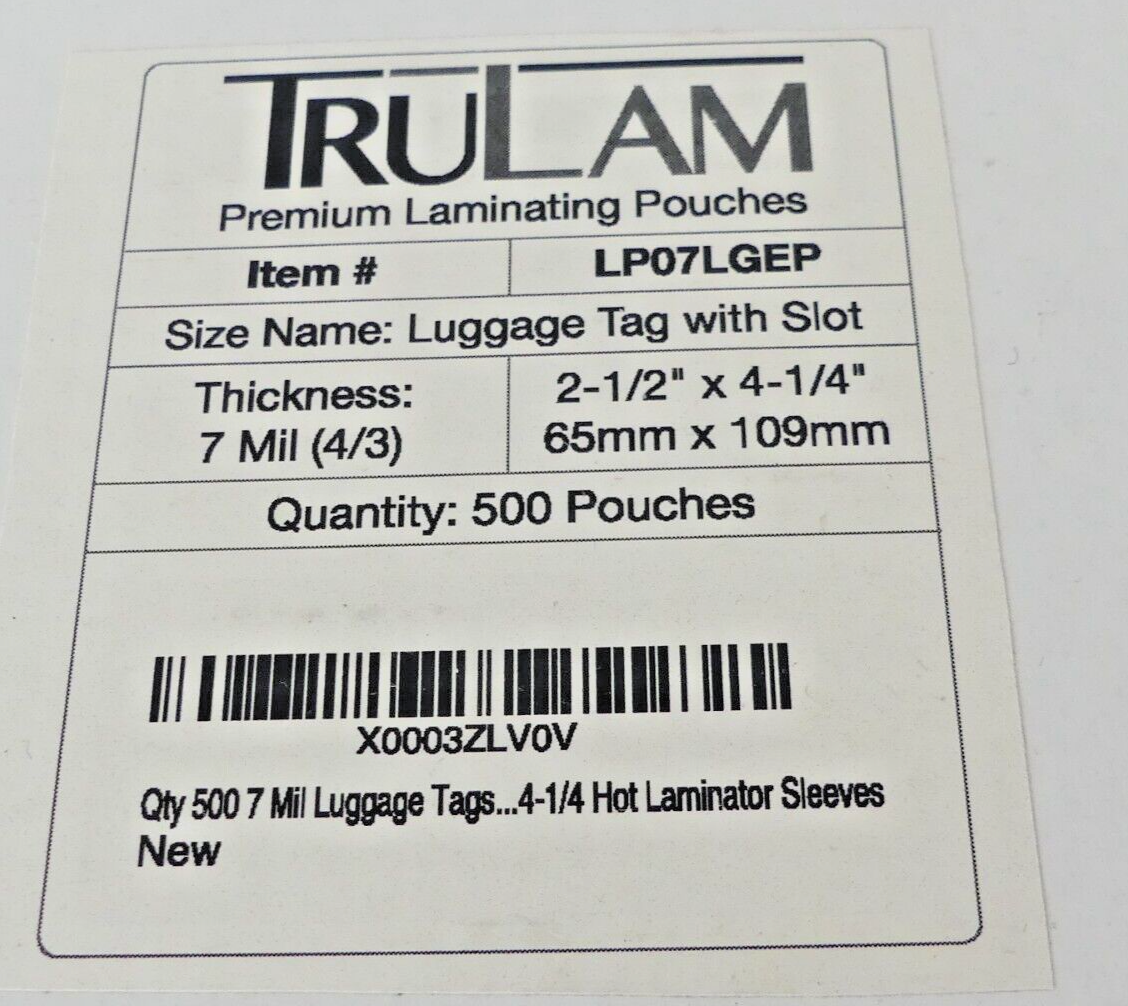 TRULAM
Premium Laminating Pouches
Item # LP07LGEP
Size Name: Luggage Tag with Slot
Thickness: 2-1/2" x 4-1/4"
7 Mil (4/3) 65mm x 109mm
Quantity: 500 Pouches
X0003ZLV0V
Qty 500 7 Mil Luggage Tags...4-1/4 Hot Laminator Sleeves
New